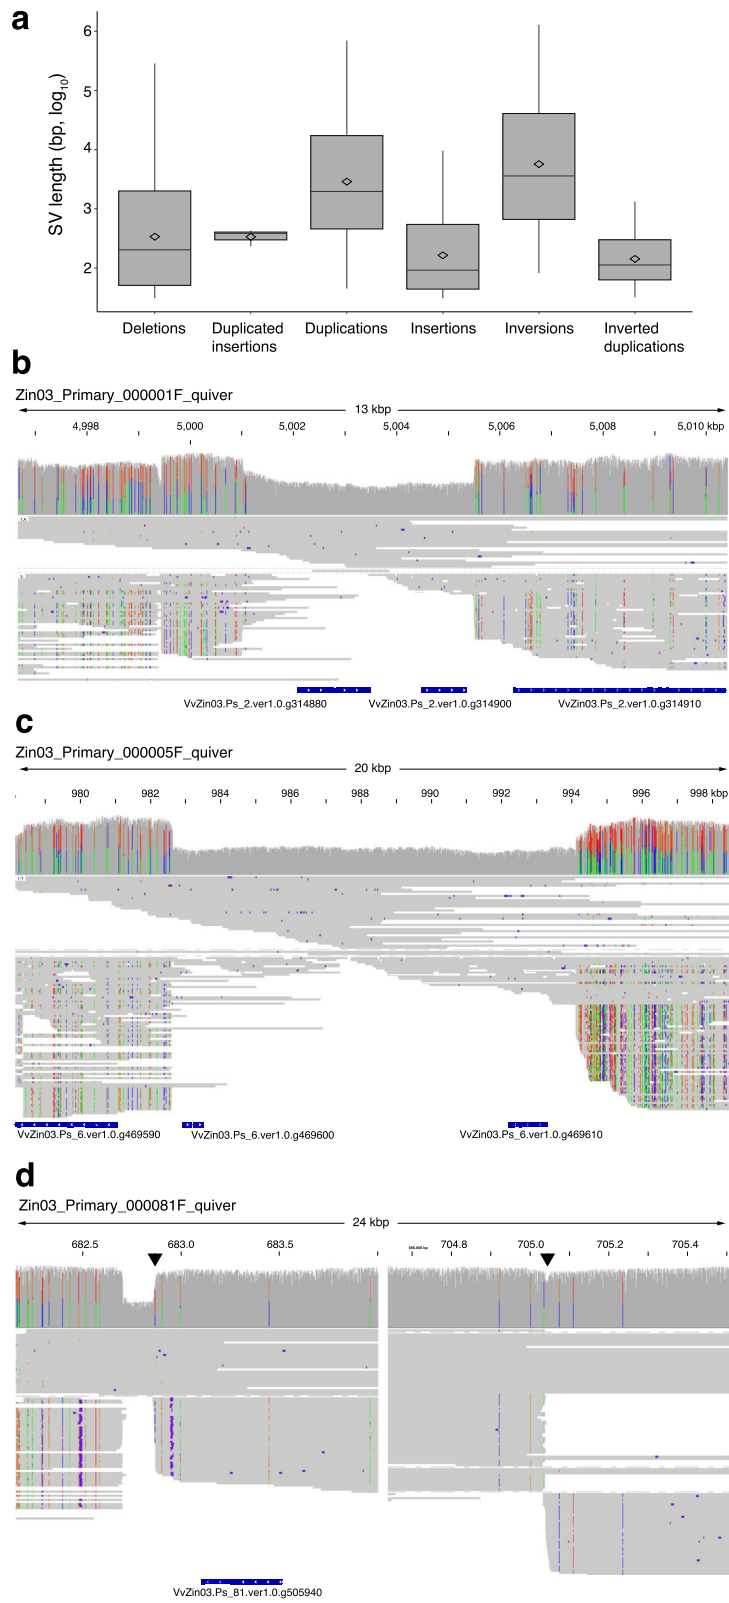 a
SV length (bp, log10)
6
5
4
3
2
Deletions
Duplicated
insertions
Duplications
Insertions
Inversions
Inverted
duplications
b
Zin03_Primary_000001F_quiver
13 kbp
4,998 5,000 5,002 5,004 5,006 5,008 5,010 kbp
VvZin03.Ps_2.ver1.0.g314880 VvZin03.Ps_2.ver1.0.g314900 VvZin03.Ps_2.ver1.0.g314910
c
Zin03_Primary_000005F_quiver
20 kbp
980 982 984 986 988 990 992 994 996 998 kbp
VvZin03.Ps_6.ver1.0.g469590 VvZin03.Ps_6.ver1.0.g469600 VvZin03.Ps_6.ver1.0.g469610
d
Zin03_Primary_000081F_quiver
24 kbp
682.5 683.0 683.5 704.8 705.0 705.2 705.4
VvZin03.Ps_81.ver1.0.g505940